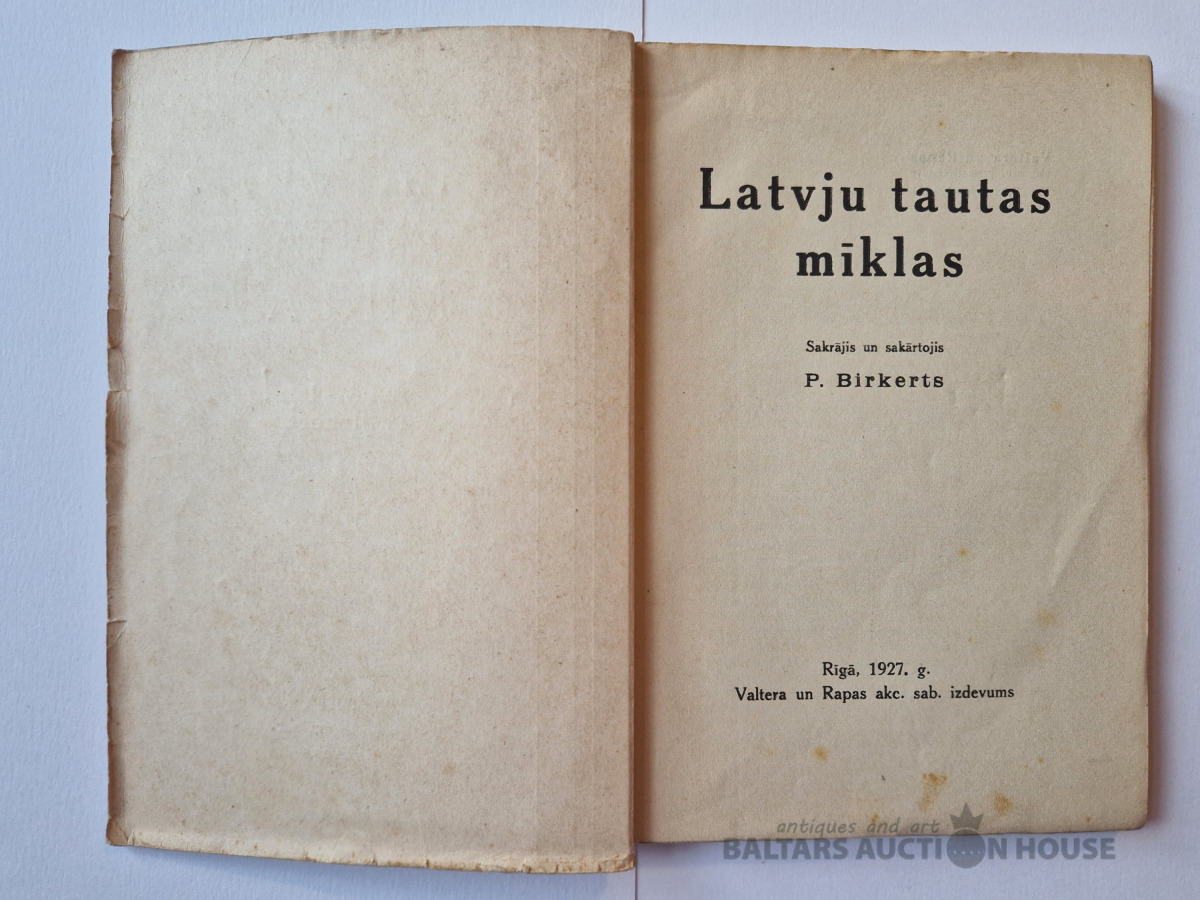 Latvju tautas
mīklas
Sakrājis un sakārtojis
P. Birkerts
Rīgā, 1927. g.
Valtera un Rapas akc. sab. izdevums
antiques and art
BALTARS AUCTION HOUSE